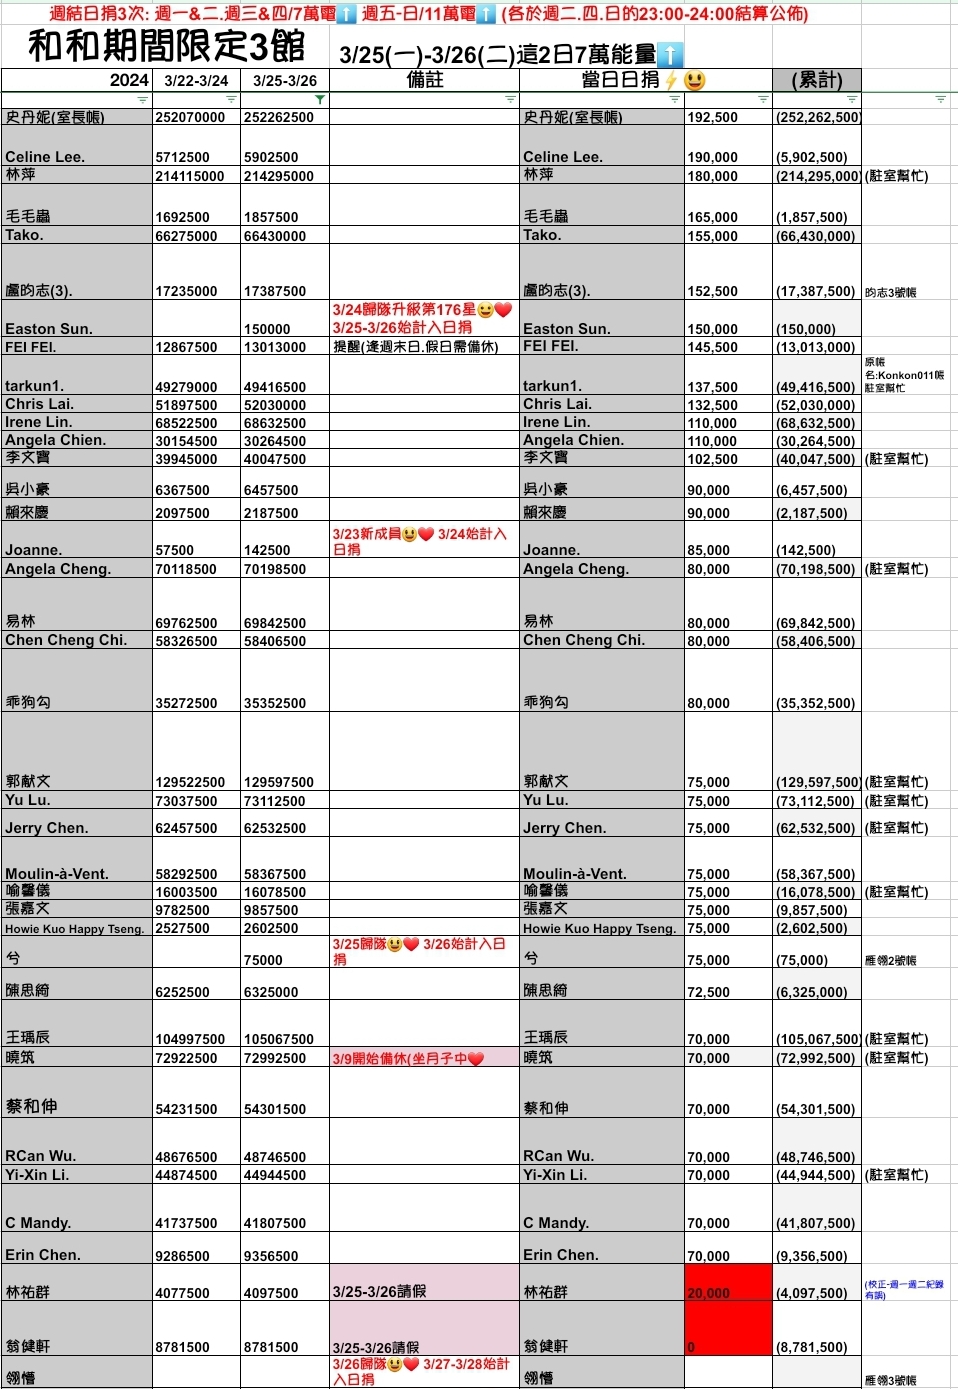 週結日捐3次: 週一&二.週三&四/7萬電⬆️ 週五-日/11萬電⬆️ (各於週二.四.日的23:00-24:00結算公佈)
和和期間限定3館 3/25(一)-3/26(二)這2日7萬能量⬆️
2024 3/22-3/24 3/25-3/26 備註 當日日捐⚡😃 (累計)
史丹妮(室長帳) 252070000 252262500 史丹妮(室長帳) 192,500 (252,262,500)
Celine Lee. 5712500 5902500 Celine Lee. 190,000 (5,902,500)
林萍 214115000 214295000 林萍 180,000 (214,295,000) (駐室幫忙)
毛毛蟲 1692500 1857500 毛毛蟲 165,000 (1,857,500)
Tako. 66275000 66430000 Tako. 155,000 (66,430,000)
盧昀志(3). 17235000 17387500 盧昀志(3). 152,500 (17,387,500) 昀志3號帳
3/24歸隊升級第176星😃❤️
Easton Sun. 150000 3/25-3/26始計入日捐 Easton Sun. 150,000 (150,000)
FEI FEI. 12867500 13013000 提醒(逢週末日.假日需備休) FEI FEI. 145,500 (13,013,000)
原帳
名:Konkon011帳
tarkun1. 49279000 49416500 tarkun1. 137,500 (49,416,500) 駐室幫忙
Chris Lai. 51897500 52030000 Chris Lai. 132,500 (52,030,000)
Irene Lin. 68522500 68632500 Irene Lin. 110,000 (68,632,500)
Angela Chien. 30154500 30264500 Angela Chien. 110,000 (30,264,500)
李文寶 39945000 40047500 李文寶 102,500 (40,047,500) (駐室幫忙)
吳小豪 6367500 6457500 吳小豪 90,000 (6,457,500)
賴來慶 2097500 2187500 賴來慶 90,000 (2,187,500)
3/23新成員😃❤️ 3/24始計入
Joanne. 57500 142500 日捐 Joanne. 85,000 (142,500)
Angela Cheng. 70118500 70198500 Angela Cheng. 80,000 (70,198,500) (駐室幫忙)
易林 69762500 69842500 易林 80,000 (69,842,500)
Chen Cheng Chi. 58326500 58406500 Chen Cheng Chi. 80,000 (58,406,500)
乖狗勾 35272500 35352500 乖狗勾 80,000 (35,352,500)
郭献文 129522500 129597500 郭献文 75,000 (129,597,500) (駐室幫忙)
Yu Lu. 73037500 73112500 Yu Lu. 75,000 (73,112,500) (駐室幫忙)
Jerry Chen. 62457500 62532500 Jerry Chen. 75,000 (62,532,500) (駐室幫忙)
Moulin-à-Vent. 58292500 58367500 Moulin-à-Vent. 75,000 (58,367,500)
喻馨儀 16003500 16078500 喻馨儀 75,000 (16,078,500) (駐室幫忙)
張嘉文 9782500 9857500 張嘉文 75,000 (9,857,500)
Howie Kuo Happy Tseng. 2527500 2602500 Howie Kuo Happy Tseng. 75,000 (2,602,500)
3/25歸隊😃❤️ 3/26始計入日
兮 75000 捐 兮 75,000 (75,000) 雁翎2號帳
陳思綺 6252500 6325000 陳思綺 72,500 (6,325,000)
王瑀辰 104997500 105067500 王瑀辰 70,000 (105,067,500) (駐室幫忙)
曉筑 72922500 72992500 3/9開始備休(坐月子中❤️ 曉筑 70,000 (72,992,500) (駐室幫忙)
蔡和伸 54231500 54301500 蔡和伸 70,000 (54,301,500)
RCan Wu. 48676500 48746500 RCan Wu. 70,000 (48,746,500)
Yi-Xin Li. 44874500 44944500 Yi-Xin Li. 70,000 (44,944,500) (駐室幫忙)
C Mandy. 41737500 41807500 C Mandy. 70,000 (41,807,500)
Erin Chen. 9286500 9356500 Erin Chen. 70,000 (9,356,500)
林祐群 4077500 4097500 3/25-3/26請假 林祐群 20,000 (4,097,500) (校正-週一週二紀錄
有誤)
翁健軒 8781500 8781500 3/25-3/26請假 翁健軒 0 (8,781,500)
3/26歸隊😃❤️ 3/27-3/28始計
翎懵 入日捐 翎懵 雁翎3號帳